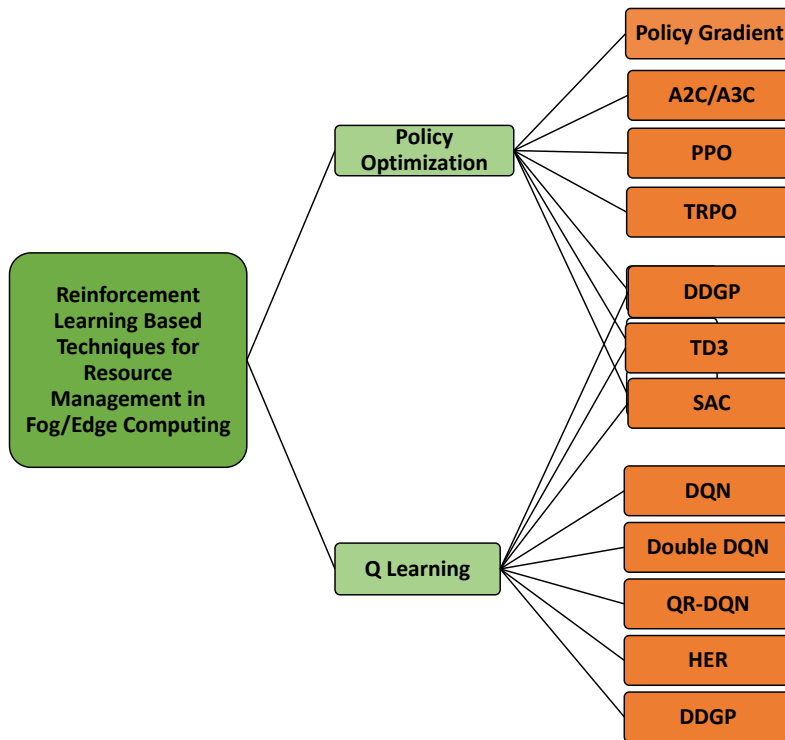 Reinforcement
Learning Based
Techniques for
Resource
Management in
Fog/Edge Computing
Policy
Optimization
Q Learning
Policy Gradient
A2C/A3C
PPO
TRPO
DDGP
TD3
SAC
DQN
Double DQN
QR-DQN
HER
DDGP